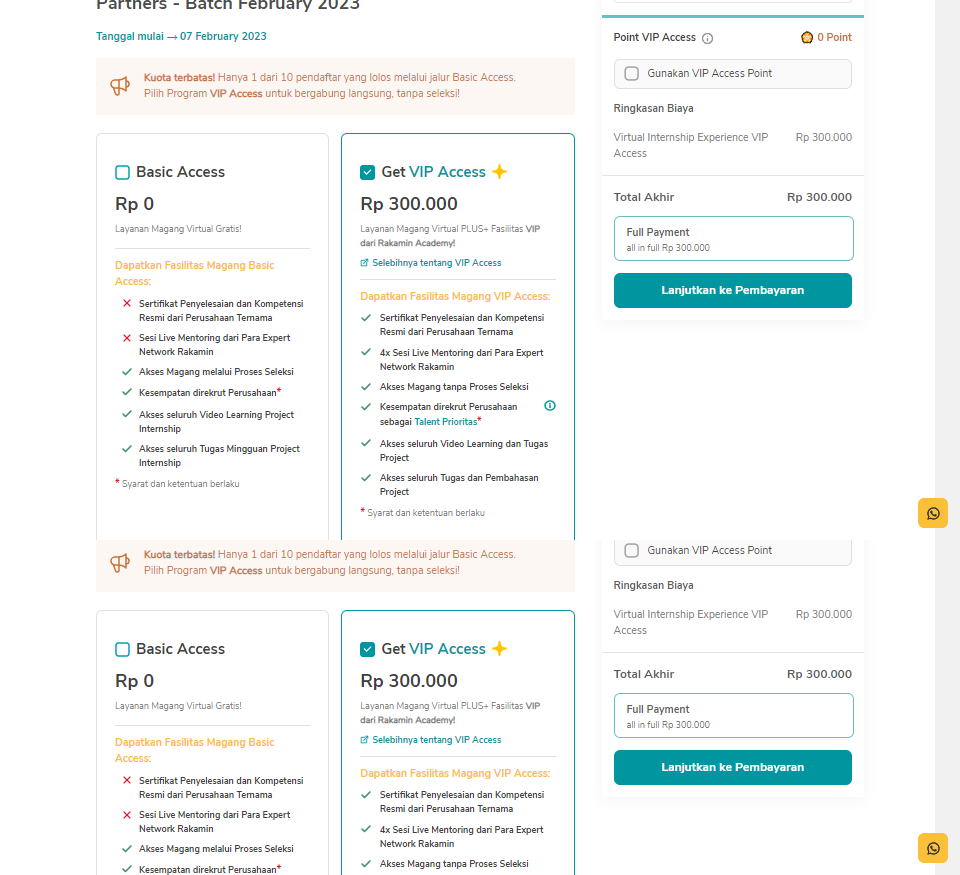 Partners - Batch February 2023
Tanggal mulai → 07 February 2023
Kuota terbatas! Hanya 1 dari 10 pendaftar yang lolos melalui jalur Basic Access.
Pilih Program VIP Access untuk bergabung langsung, tanpa seleksi!
Basic Access
Rp 0
Layanan Magang Virtual Gratis!
Dapatkan Fasilitas Magang Basic
Access:
Sertifikat Penyelesaian dan Kompetensi
Resmi dari Perusahaan Ternama
Sesi Live Mentoring dari Para Expert
Network Rakamin
Akses Magang melalui Proses Seleksi
Kesempatan direkrut Perusahaan*
Akses seluruh Video Learning Project
Internship
Akses seluruh Tugas Mingguan Project
Internship
* Syarat dan ketentuan berlaku
Get VIP Access
Rp 300.000
Layanan Magang Virtual PLUS+ Fasilitas VIP
dari Rakamin Academy!
Selebihnya tentang VIP Access
Dapatkan Fasilitas Magang VIP Access:
Sertifikat Penyelesaian dan Kompetensi
Resmi dari Perusahaan Ternama
4x Sesi Live Mentoring dari Para Expert
Network Rakamin
Akses Magang tanpa Proses Seleksi
Kesempatan direkrut Perusahaan
sebagai Talent Prioritas*
Akses seluruh Video Learning dan Tugas
Project
Akses seluruh Tugas dan Pembahasan
Project
* Syarat dan ketentuan berlaku
Point VIP Access
0 Point
Gunakan VIP Access Point
Ringkasan Biaya
Virtual Internship Experience VIP Rp 300.000
Access
Total Akhir Rp 300.000
Full Payment
all in full Rp 300.000
Lanjutkan ke Pembayaran
Kuota terbatas! Hanya 1 dari 10 pendaftar yang lolos melalui jalur Basic Access.
Pilih Program VIP Access untuk bergabung langsung, tanpa seleksi!
Basic Access
Rp 0
Layanan Magang Virtual Gratis!
Dapatkan Fasilitas Magang Basic
Access:
Sertifikat Penyelesaian dan Kompetensi
Resmi dari Perusahaan Ternama
Sesi Live Mentoring dari Para Expert
Network Rakamin
Akses Magang melalui Proses Seleksi
Kesempatan direkrut Perusahaan*
Get VIP Access
Rp 300.000
Layanan Magang Virtual PLUS+ Fasilitas VIP
dari Rakamin Academy!
Selebihnya tentang VIP Access
Dapatkan Fasilitas Magang VIP Access:
Sertifikat Penyelesaian dan Kompetensi
Resmi dari Perusahaan Ternama
4x Sesi Live Mentoring dari Para Expert
Network Rakamin
Akses Magang tanpa Proses Seleksi
Gunakan VIP Access Point
Ringkasan Biaya
Virtual Internship Experience VIP Rp 300.000
Access
Total Akhir Rp 300.000
Full Payment
all in full Rp 300.000
Lanjutkan ke Pembayaran